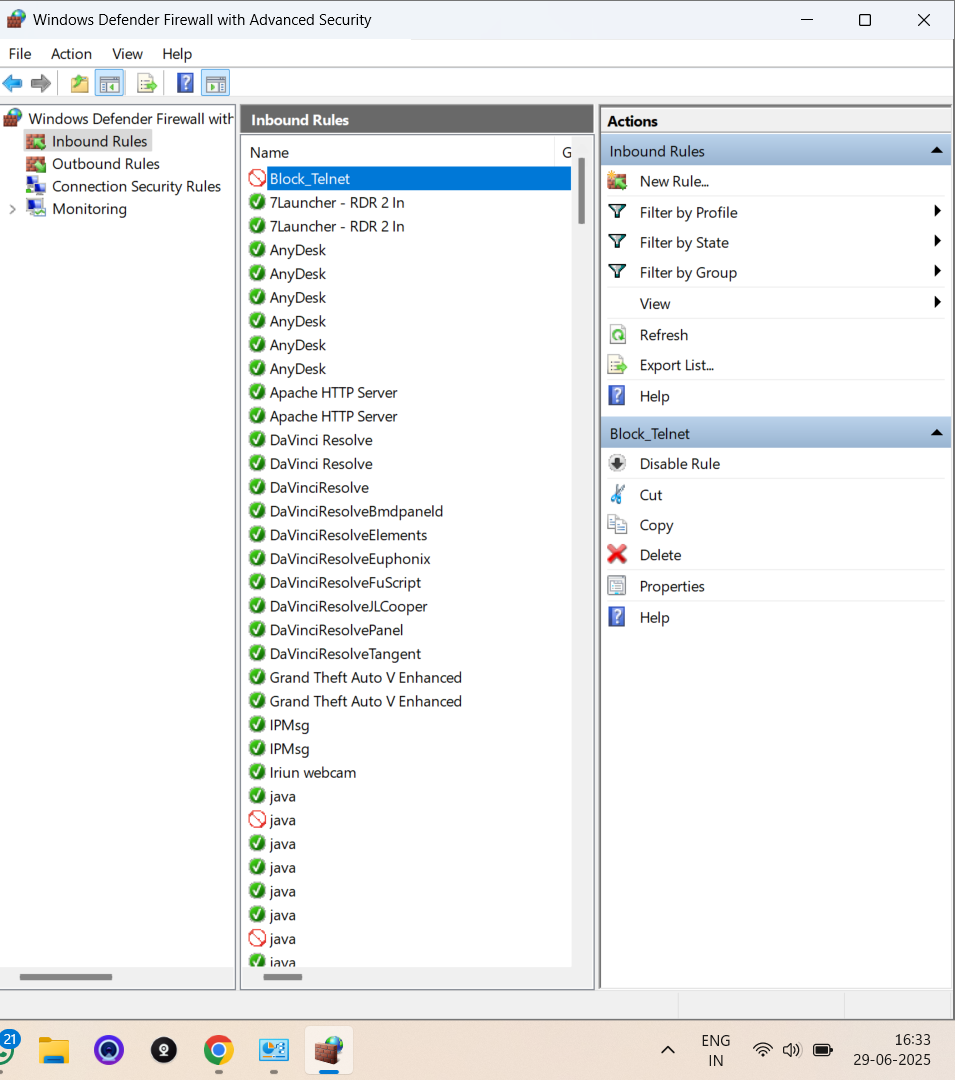 Windows Defender Firewall with Advanced Security
File Action View Help
Windows Defender Firewall with
Inbound Rules
Outbound Rules
Connection Security Rules
Monitoring
Inbound Rules
Name G
Block_Telnet
7Launcher - RDR 2 In
7Launcher - RDR 2 In
AnyDesk
AnyDesk
AnyDesk
AnyDesk
AnyDesk
AnyDesk
Apache HTTP Server
Apache HTTP Server
DaVinci Resolve
DaVinci Resolve
DaVinciResolve
DaVinciResolveBmdpaneld
DaVinciResolveElements
DaVinciResolveEuphonix
DaVinciResolveFuScript
DaVinciResolveJLCooper
DaVinciResolvePanel
DaVinciResolveTangent
Grand Theft Auto V Enhanced
Grand Theft Auto V Enhanced
IPMsg
IPMsg
Iriun webcam
java
java
java
java
java
java
java
java
Actions
Inbound Rules
New Rule...
Filter by Profile
Filter by State
Filter by Group
View
Refresh
Export List...
Help
Block_Telnet
Disable Rule
Cut
Copy
Delete
Properties
Help
21
ENG
IN
16:33
29-06-2025